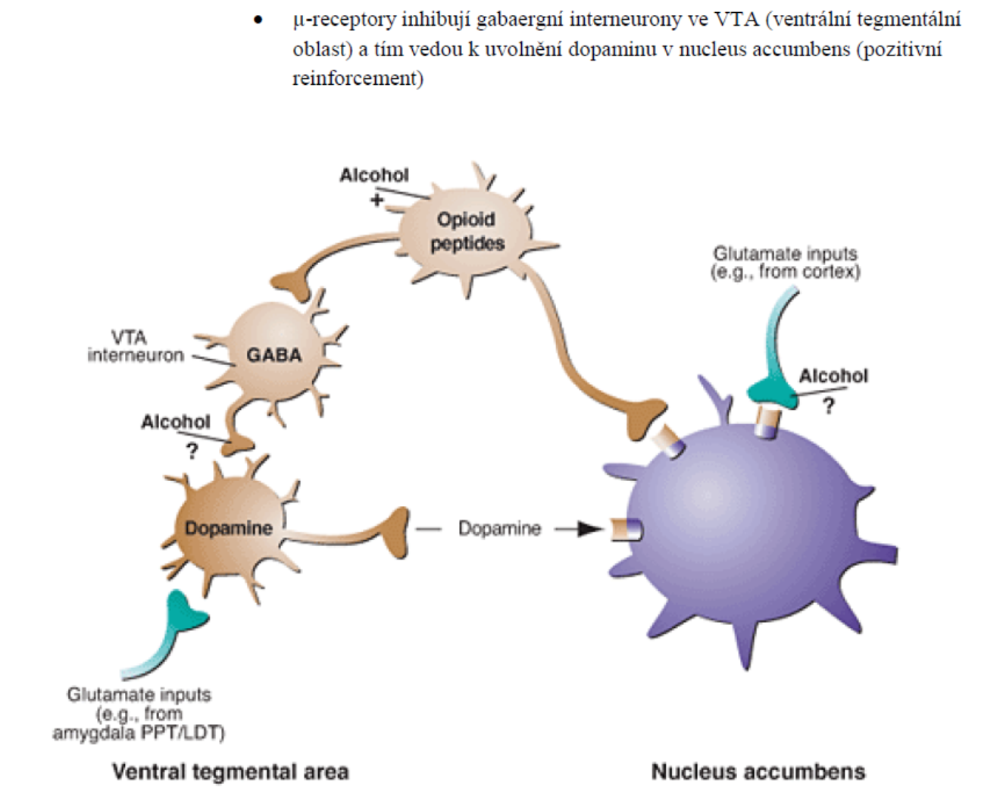 • µ-receptory inhibují gabaergní interneurony ve VTA (ventrální tegmentální
oblast) a tím vedou k uvolnění dopaminu v nucleus accumbens (pozitivní
reinforcement)
Alcohol
+
Opioid
peptides
Glutamate inputs
(e.g., from cortex)
VTA
interneuron
GABA
Alcohol
?
Alcohol
?
Dopamine
Dopamine
Glutamate inputs
(e.g., from
amygdala PPT/LDT)
Ventral tegmental area
Nucleus accumbens